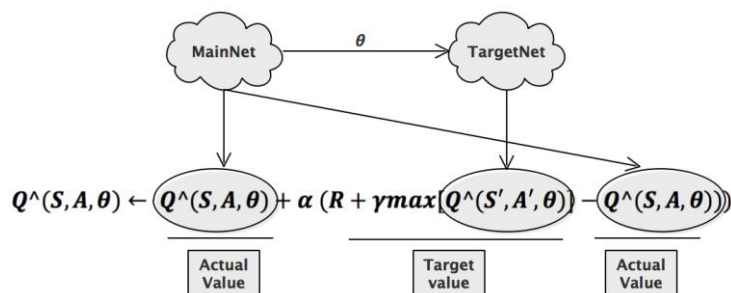 MainNet θ TargetNet
Q^(S, A, θ) ← Q^(S, A, θ) + α (R + γmax[Q^(S′, A′, θ)] − Q^(S, A, θ)))
Actual Value Target value Actual Value